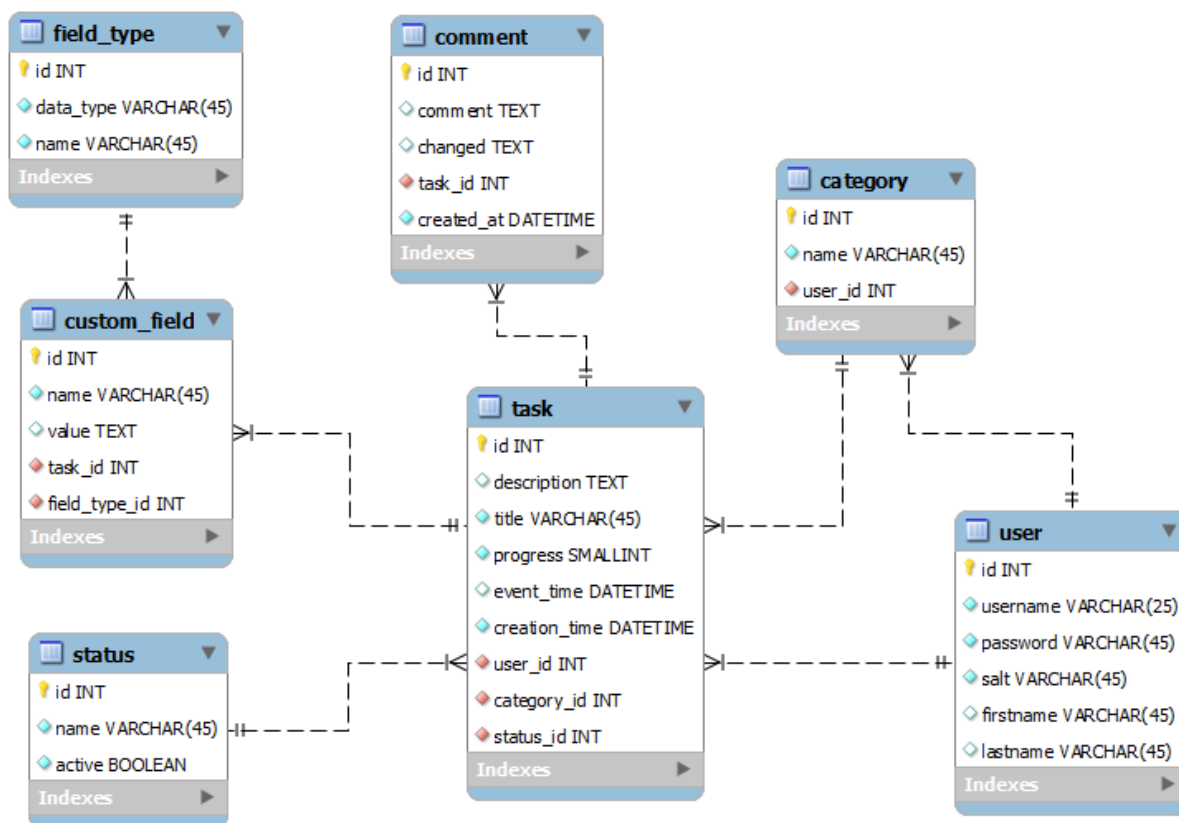 field_type
id INT
data_type VARCHAR(45)
name VARCHAR(45)
Indexes
comment
id INT
comment TEXT
changed TEXT
task_id INT
created_at DATETIME
Indexes
category
id INT
name VARCHAR(45)
user_id INT
Indexes
custom_field
id INT
name VARCHAR(45)
value TEXT
task_id INT
field_type_id INT
Indexes
task
id INT
description TEXT
title VARCHAR(45)
progress SMALLINT
event_time DATETIME
creation_time DATETIME
user_id INT
category_id INT
status_id INT
Indexes
user
id INT
username VARCHAR(25)
password VARCHAR(45)
salt VARCHAR(45)
firstname VARCHAR(45)
lastname VARCHAR(45)
Indexes
status
id INT
name VARCHAR(45)
active BOOLEAN
Indexes